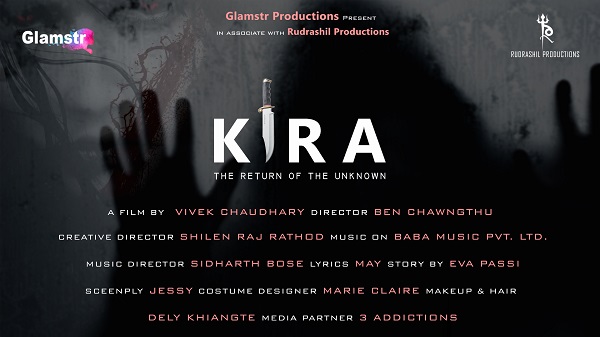 Glamstr Productions Present
in associate with Rudrashil Productions
Glamstr
RUDRASHIL PRODUCTIONS
KIRA
THE RETURN OF THE UNKNOWN
A FILM BY VIVEK CHAUDHARY DIRECTOR BEN CHAWNGTHU
CREATIVE DIRECTOR SHILEN RAJ RATHOD MUSIC ON BABA MUSIC PVT. LTD.
MUSIC DIRECTOR SIDHARTH BOSE LYRICS MAY STORY BY EVA PASSI
SCEENPLY JESSY COSTUME DESIGNER MARIE CLAIRE MAKEUP & HAIR
DELY KHIANGTE MEDIA PARTNER 3 ADDICTIONS